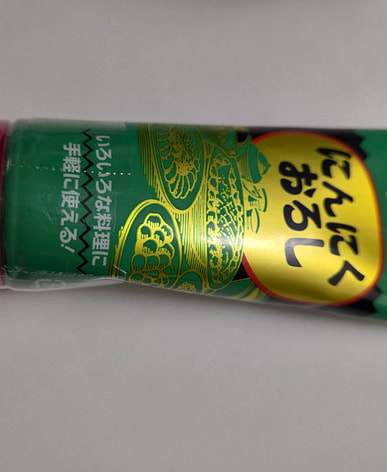 いろいろな料理に
手軽に使える!
にんにく
おろし